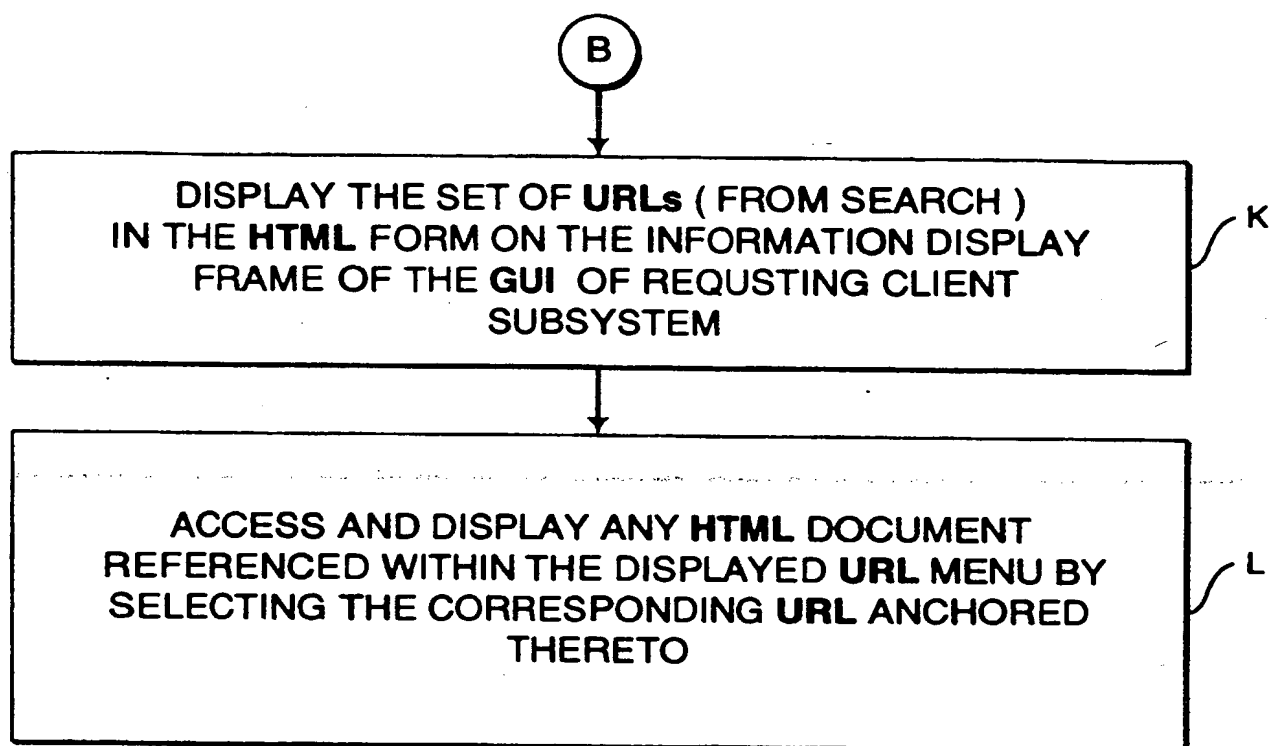 B
DISPLAY THE SET OF URLs ( FROM SEARCH )
IN THE HTML FORM ON THE INFORMATION DISPLAY
FRAME OF THE GUI OF REQUSTING CLIENT
SUBSYSTEM
K
ACCESS AND DISPLAY ANY HTML DOCUMENT
REFERENCED WITHIN THE DISPLAYED URL MENU BY
SELECTING THE CORRESPONDING URL ANCHORED
THERETO
L